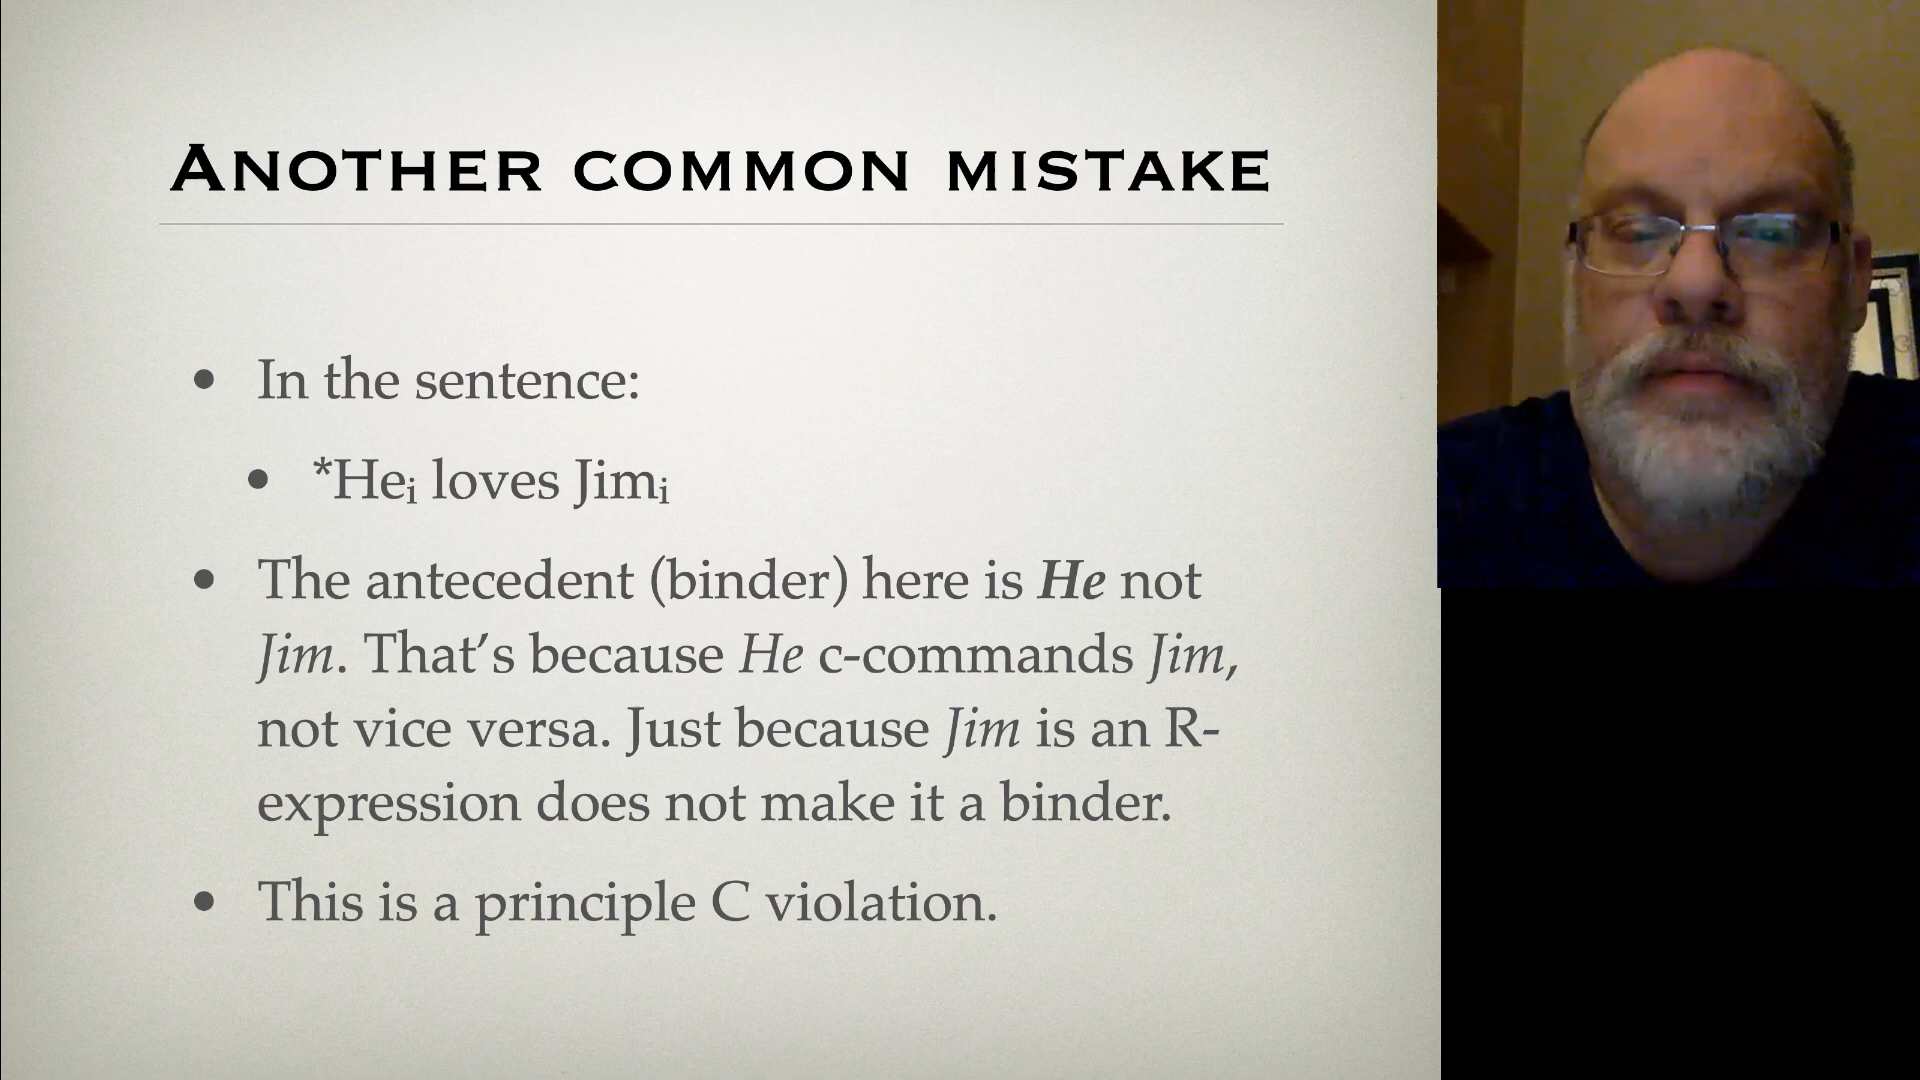 ANOTHER COMMON MISTAKE
• In the sentence:
• *Heᵢ loves Jimᵢ
• The antecedent (binder) here is He not
Jim. That’s because He c-commands Jim,
not vice versa. Just because Jim is an R-
expression does not make it a binder.
• This is a principle C violation.